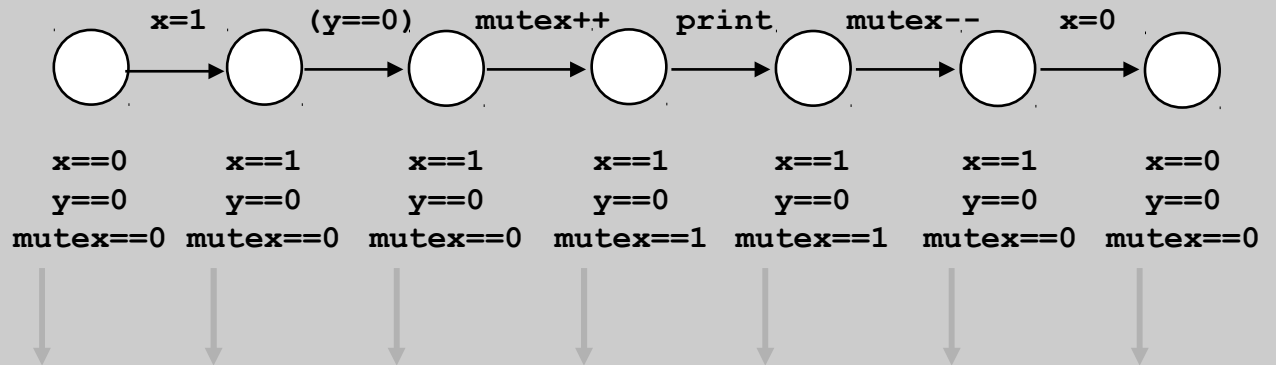 x=1 (y==0) mutex++ print mutex-- x=0
x==0 x==1 x==1 x==1 x==1 x==1 x==0
y==0 y==0 y==0 y==0 y==0 y==0 y==0
mutex==0 mutex==0 mutex==0 mutex==1 mutex==1 mutex==0 mutex==0